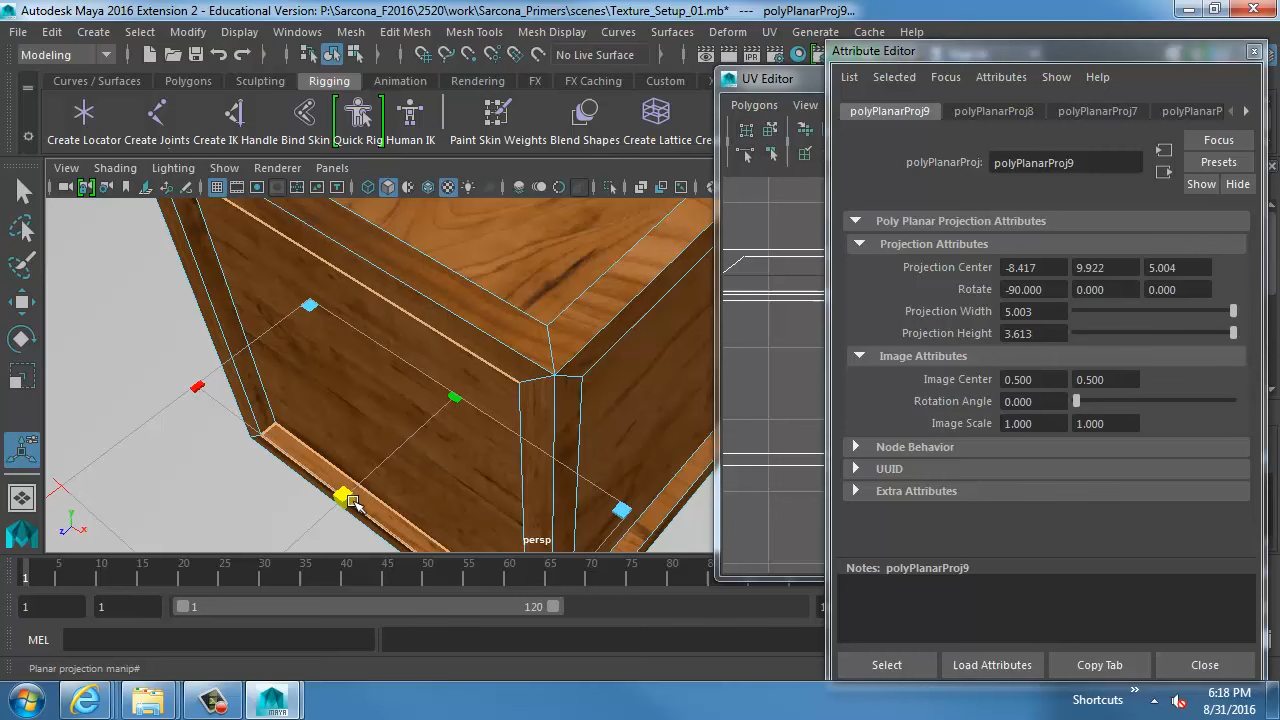 Autodesk Maya 2016 Extension 2 - Educational Version: P:\Sarcona_F2016\2520\work\Sarcona_Primers\scenes\Texture_Setup_01.mb* --- polyPlanarProj9...
File Edit Create Select Modify Display Windows Mesh Edit Mesh Mesh Tools Mesh Display Curves Surfaces Deform UV Generate Cache
Modeling No Live Surface
Attribute Editor
UV Editor
List Selected Focus Attributes Show Help
Curves / Surfaces Polygons Sculpting Rigging Animation Rendering FX FX Caching Custom
Polygons View
polyPlanarProj9 polyPlanarProj8 polyPlanarProj7 polyPlanarP
Create Locator Create Joints Create IK Handle Bind Skin Quick Rig Human IK Paint Skin Weights Blend Shapes Create Lattice Cre
Focus
polyPlanarProj: polyPlanarProj9
Presets
Show Hide
View Shading Lighting Show Renderer Panels
Poly Planar Projection Attributes
Projection Attributes
Projection Center -8.417 9.922 5.004
Rotate -90.000 0.000 0.000
Projection Width 5.003
Projection Height 3.613
Image Attributes
Image Center 0.500 0.500
Rotation Angle 0.000
Image Scale 1.000 1.000
Node Behavior
UUID
Extra Attributes
y
z x
persp
Notes: polyPlanarProj9
5 10 15 20 25 30 35 40 45 50 55 60 65 70 75 80
1
1 1 1 120
MEL
Planar projection manip#
Select Load Attributes Copy Tab Close
MAYA
Shortcuts
6:18 PM
8/31/2016